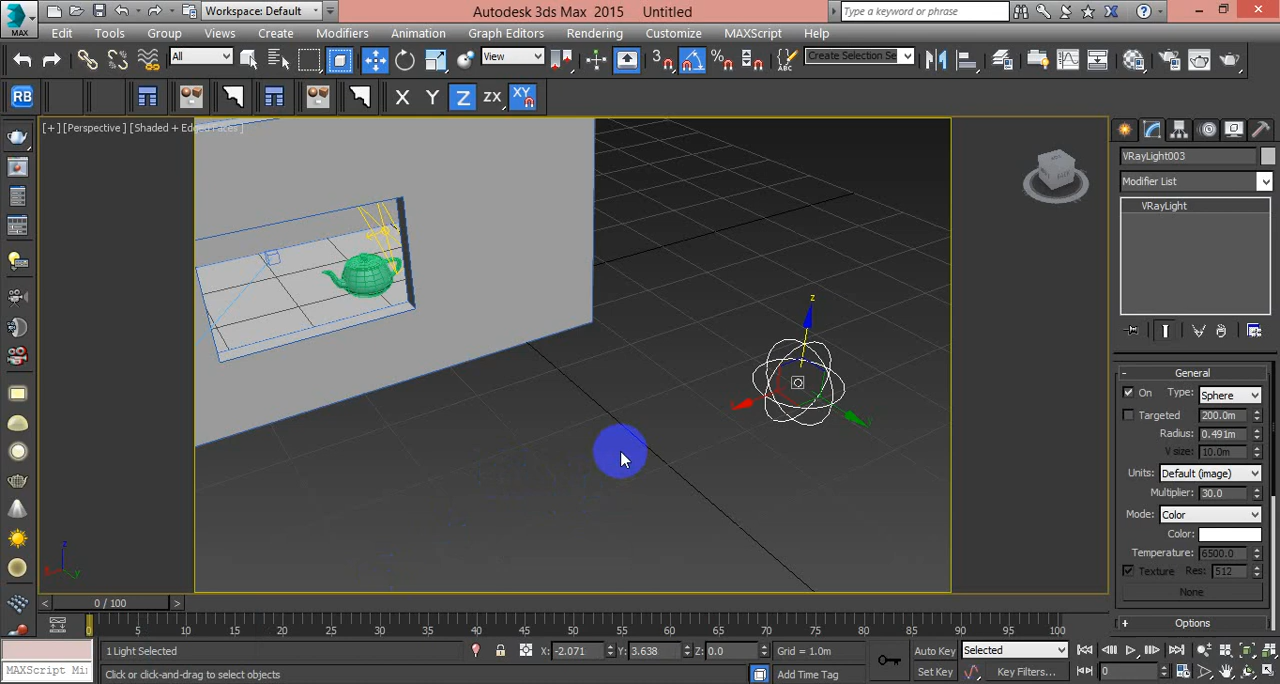 MAX
Workspace: Default
Autodesk 3ds Max 2015 Untitled
Type a keyword or phrase
Edit Tools Group Views Create Modifiers Animation Graph Editors Rendering Customize MAXScript Help
All
View
3
Create Selection Se
RB
X Y Z ZX XY
[+] [Perspective] [Shaded + Edged Faces]
VRayLight003
Modifier List
VRayLight
z
- General
On Type: Sphere
Targeted 200.0m
Radius: 0.491m
V size: 10.0m
Units: Default (image)
Multiplier: 30.0
Mode: Color
Color:
Temperature: 6500.0
Texture Res: 512
None
+ Options
z
y
< 0 / 100 >
0 5 10 15 20 25 30 35 40 45 50 55 60 65 70 75 80 85 90 95 100
1 Light Selected
X: -2.071 Y: 3.638 Z: 0.0 Grid = 1.0m
Auto Key Selected
MAXScript Mi
Click or click-and-drag to select objects
Add Time Tag
Set Key Key Filters... 0